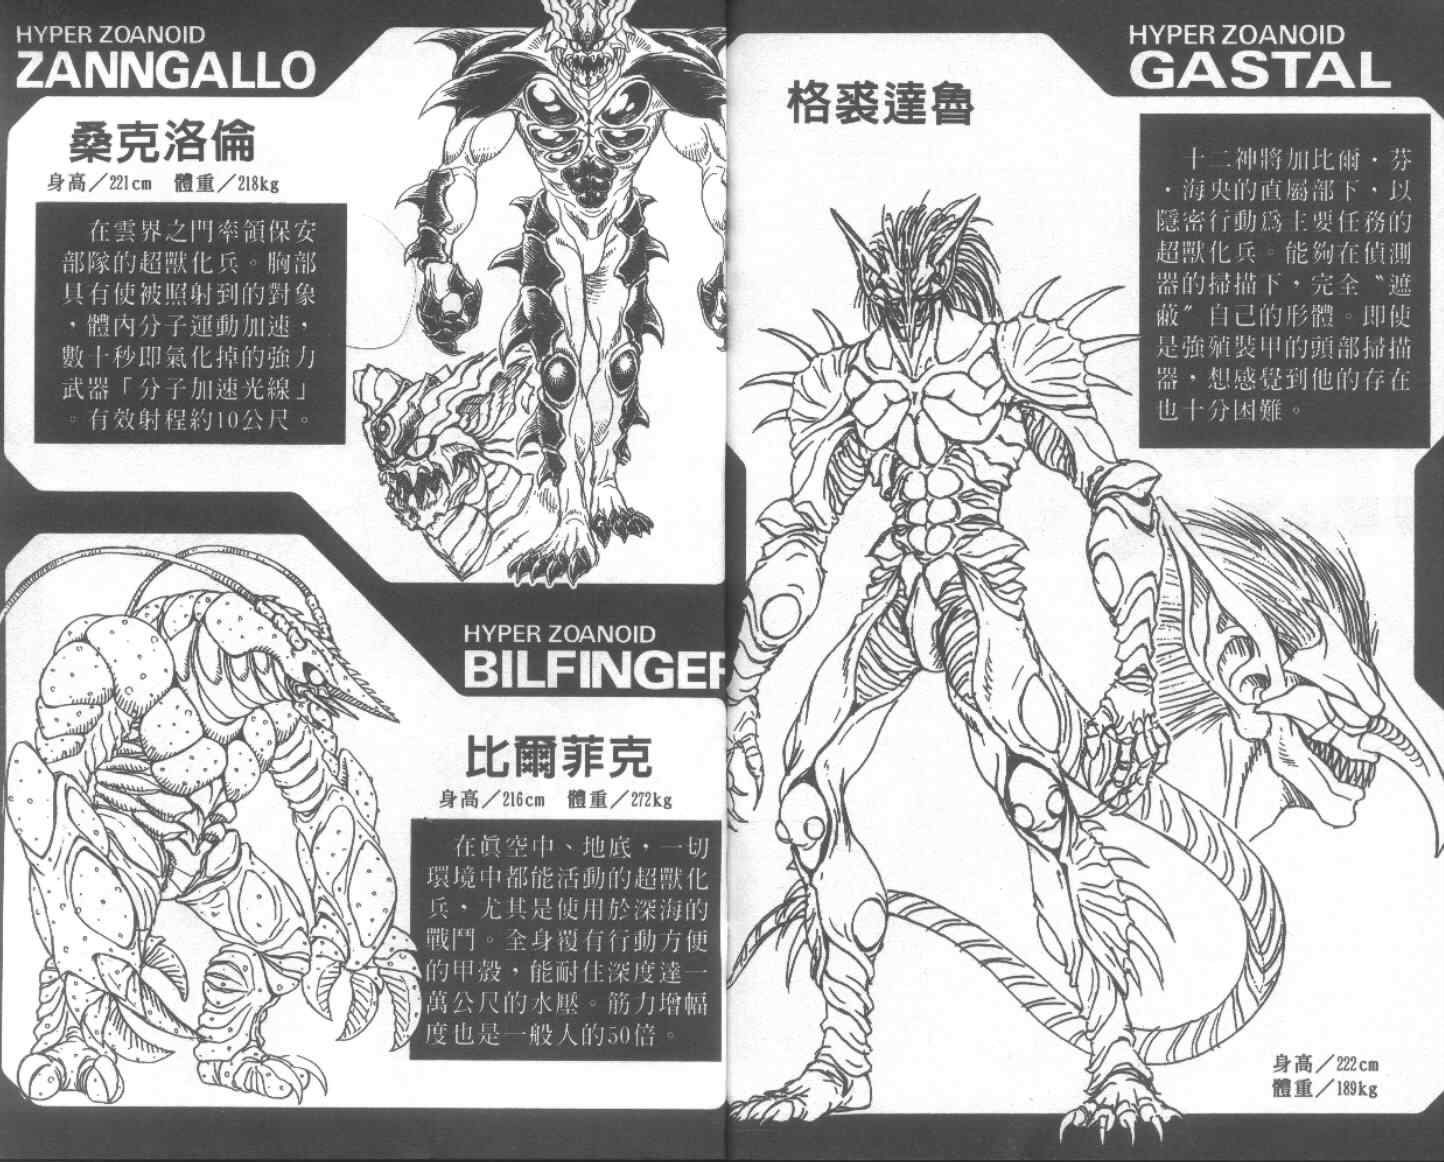 HYPER ZOANOID
ZANNGALLO
桑克洛倫
身高／221cm　體重／218kg
在雲界之門率領保安
部隊的超獸化兵。胸部
具有使被照射到的對象
，體內分子運動加速，
數十秒即氣化掉的強力
武器「分子加速光線」
。有效射程約10公尺。
HYPER ZOANOID
BILFINGER
比爾菲克
身高／216cm　體重／272kg
在眞空中、地底，一切
環境中都能活動的超獸化
兵，尤其是使用於深海的
戰鬥。全身覆有行動方便
的甲殼，能耐住深度達一
萬公尺的水壓。筋力增幅
度也是一般人的50倍。
HYPER ZOANOID
GASTAL
格裘達魯
十二神將加比爾・芬
・海央的直屬部下，以
隱密行動爲主要任務的
超獸化兵。能夠在偵測
器的掃描下，完全〝遮
蔽〞自己的形體。即使
是強殖裝甲的頭部掃描
器，想感覺到他的存在
也十分困難。
身高／222cm
體重／189kg